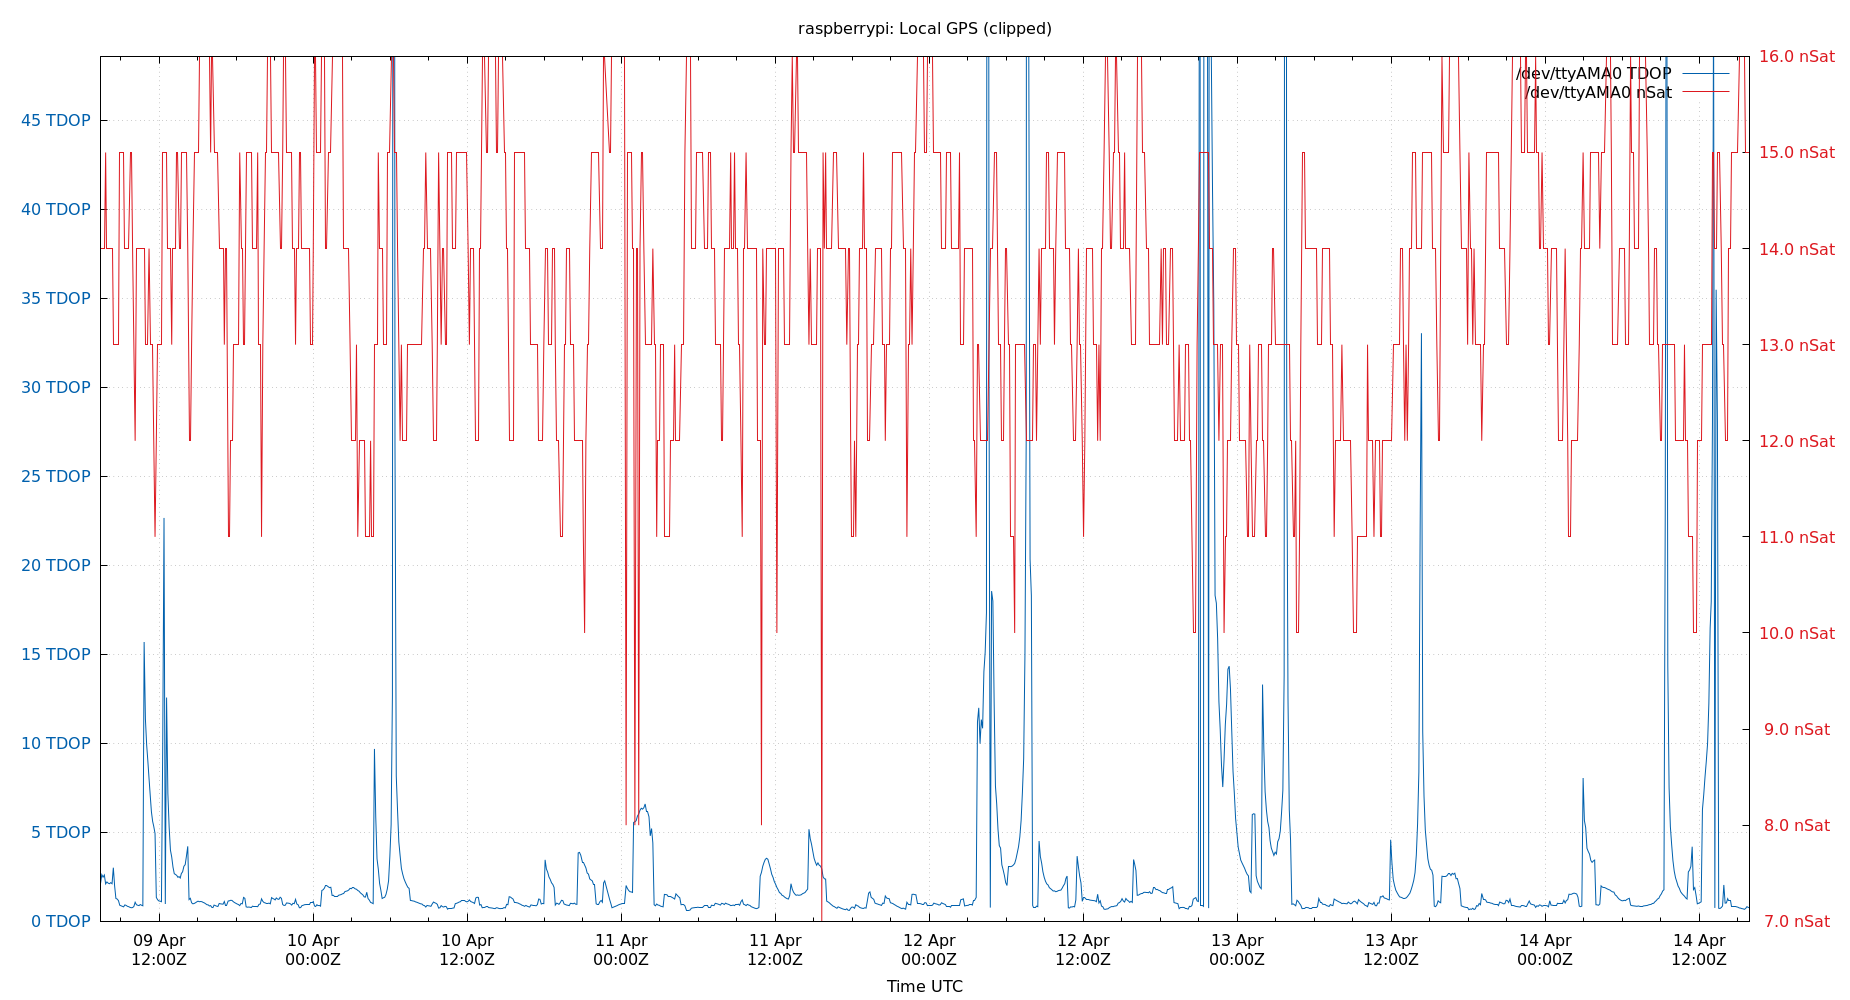 raspberrypi: Local GPS (clipped)
16.0 nSat
/dev/ttyAMA0 TDOP
/dev/ttyAMA0 nSat
45 TDOP
15.0 nSat
40 TDOP
14.0 nSat
35 TDOP
13.0 nSat
30 TDOP
12.0 nSat
25 TDOP
11.0 nSat
20 TDOP
10.0 nSat
15 TDOP
9.0 nSat
10 TDOP
8.0 nSat
5 TDOP
7.0 nSat
0 TDOP
09 Apr 10 Apr 10 Apr 11 Apr 11 Apr 12 Apr 12 Apr 13 Apr 13 Apr 14 Apr 14 Apr
12:00Z 00:00Z 12:00Z 00:00Z 12:00Z 00:00Z 12:00Z 00:00Z 12:00Z 00:00Z 12:00Z
Time UTC